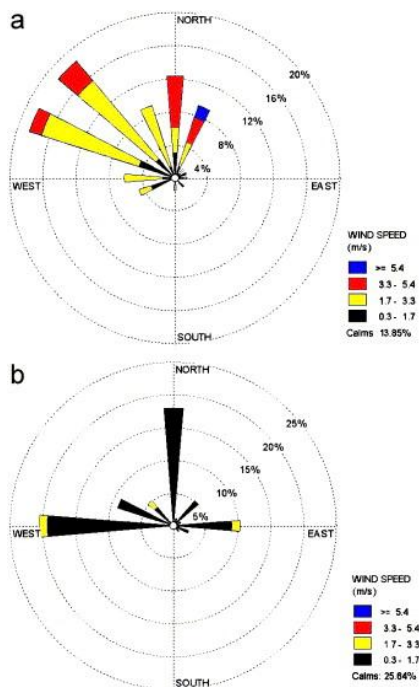 a
NORTH
20%
16%
12%
8%
4%
WEST
EAST
WIND SPEED
(m/s)
>= 5.4
3.3 - 5.4
1.7 - 3.3
0.3 - 1.7
Calms 13.85%
SOUTH
b
NORTH
25%
20%
15%
10%
5%
WEST
EAST
WIND SPEED
(m/s)
>= 5.4
3.3 - 5.4
1.7 - 3.3
0.3 - 1.7
Calms: 25.64%
SOUTH